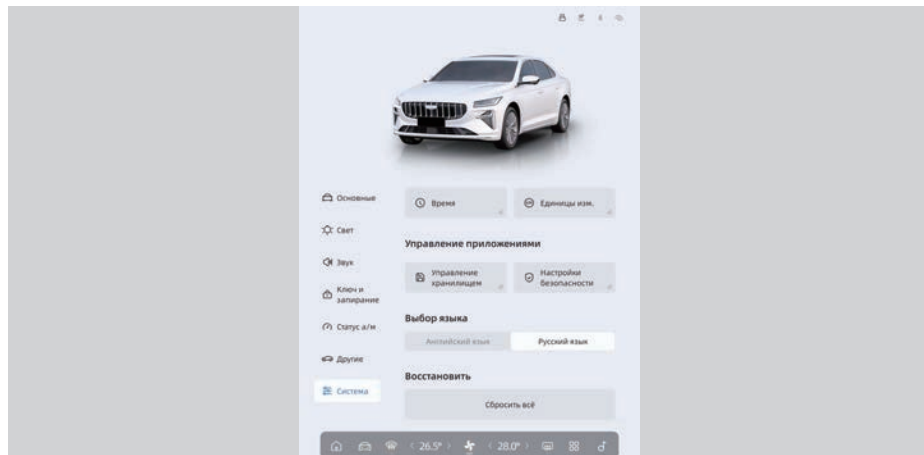 Основные
Свет
Звук
Ключ и
запирание
Статус а/м
Другие
Система
Время
Единицы изм.
Управление приложениями
Управление
хранилищем
Настройки
безопасности
Выбор языка
Английский язык
Русский язык
Восстановить
Сбросить всё
26.5°
28.0°